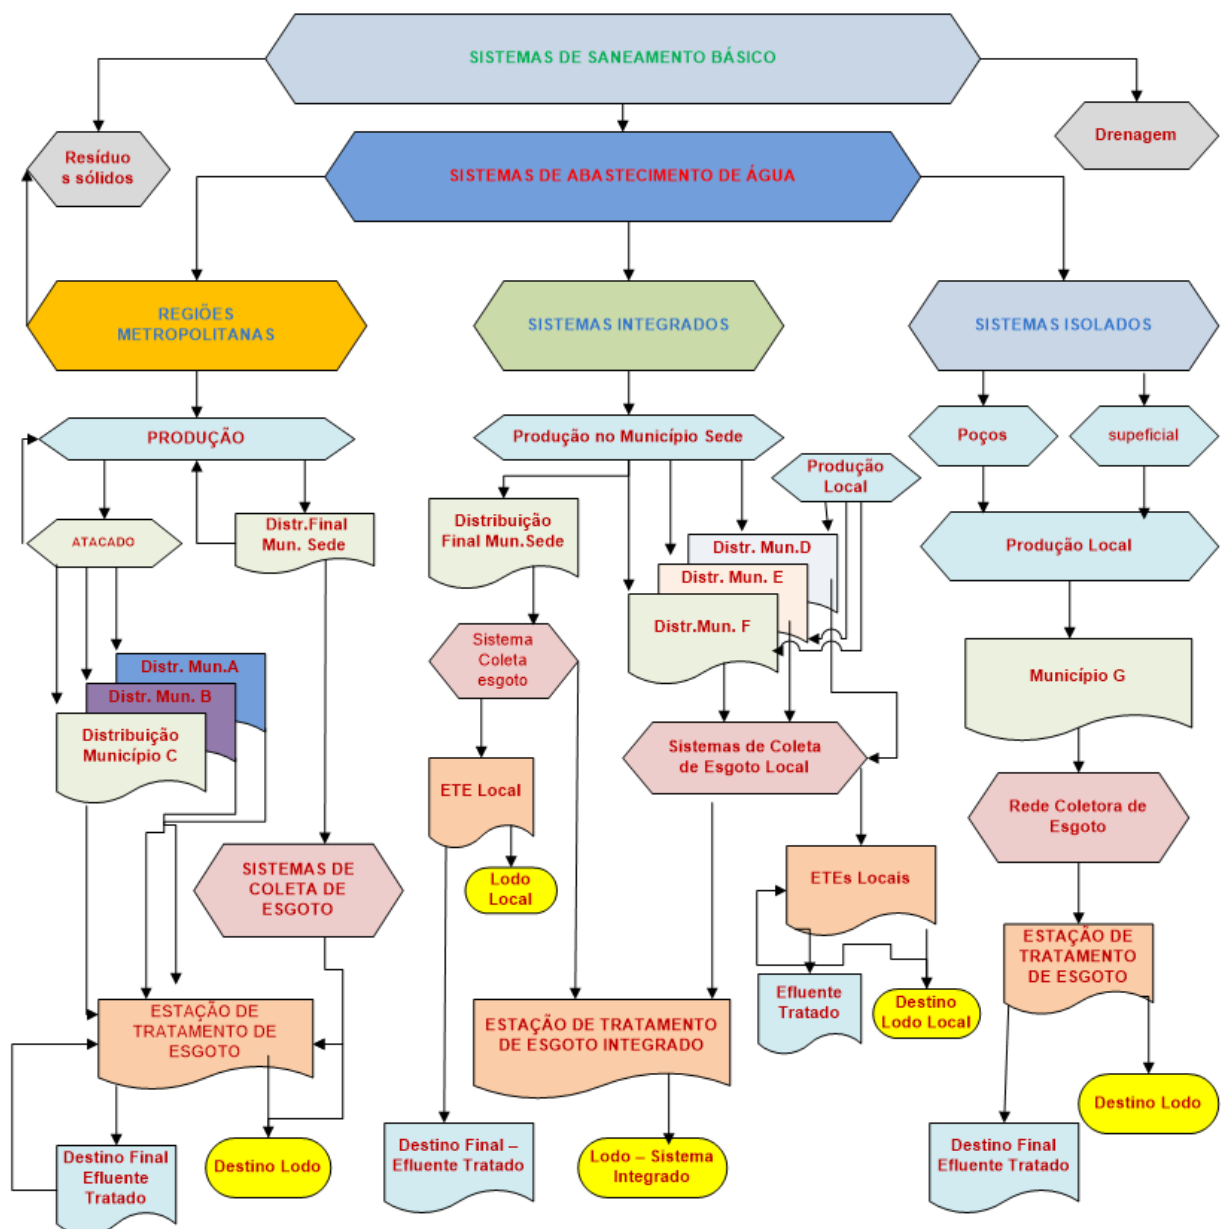 SISTEMAS DE SANEAMENTO BÁSICO
Resíduo
s sólidos
Drenagem
SISTEMAS DE ABASTECIMENTO DE ÁGUA
REGIÕES
METROPOLITANAS
SISTEMAS INTEGRADOS
SISTEMAS ISOLADOS
PRODUÇÃO
Produção no Município Sede
Poços
supeficial
Produção
Local
ATACADO
Distr.Final
Mun. Sede
Distribuição
Final Mun.Sede
Distr. Mun.D
Distr. Mun. E
Distr.Mun. F
Produção Local
Sistema
Coleta
esgoto
Distr. Mun.A
Distr. Mun. B
Distribuição
Município C
Município G
Sistemas de Coleta
de Esgoto Local
ETE Local
Rede Coletora de
Esgoto
SISTEMAS DE
COLETA DE
ESGOTO
Lodo
Local
ETEs Locais
ESTAÇÃO DE
TRATAMENTO
DE ESGOTO
Efluente
Tratado
Destino
Lodo Local
ESTAÇÃO DE
TRATAMENTO DE
ESGOTO
ESTAÇÃO DE TRATAMENTO
DE ESGOTO INTEGRADO
Destino Lodo
Destino Final
Efluente
Tratado
Destino Lodo
Destino Final –
Efluente Tratado
Lodo – Sistema
Integrado
Destino Final
Efluente Tratado